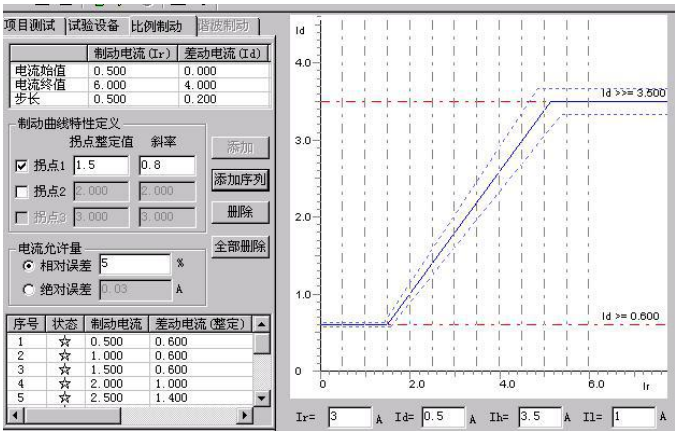 项目测试 试验设备 比例制动 谐波制动
制动电流(Ir) 差动电流(Id)
电流始值 0.500 0.000
电流终值 6.000 4.000
步长 0.500 0.200
制动曲线特性定义
拐点整定值 斜率
拐点1 1.5 0.8
拐点2 2.000 2.000
拐点3 3.000 3.000
添加
添加序列
删除
全部删除
电流允许量
相对误差 5 %
绝对误差 0.03 A
序号 状态 制动电流 差动电流(整定)
1 ☆ 0.500 0.600
2 ☆ 1.000 0.600
3 ☆ 1.500 0.600
4 ☆ 2.000 1.000
5 ☆ 2.500 1.400
Id
4.0
Id >>= 3.500
3.0
2.0
1.0
Id >= 0.600
0
0 2.0 4.0 6.0 Ir
Ir= 3 A Id= 0.5 A Ih= 3.5 A Il= 1 A